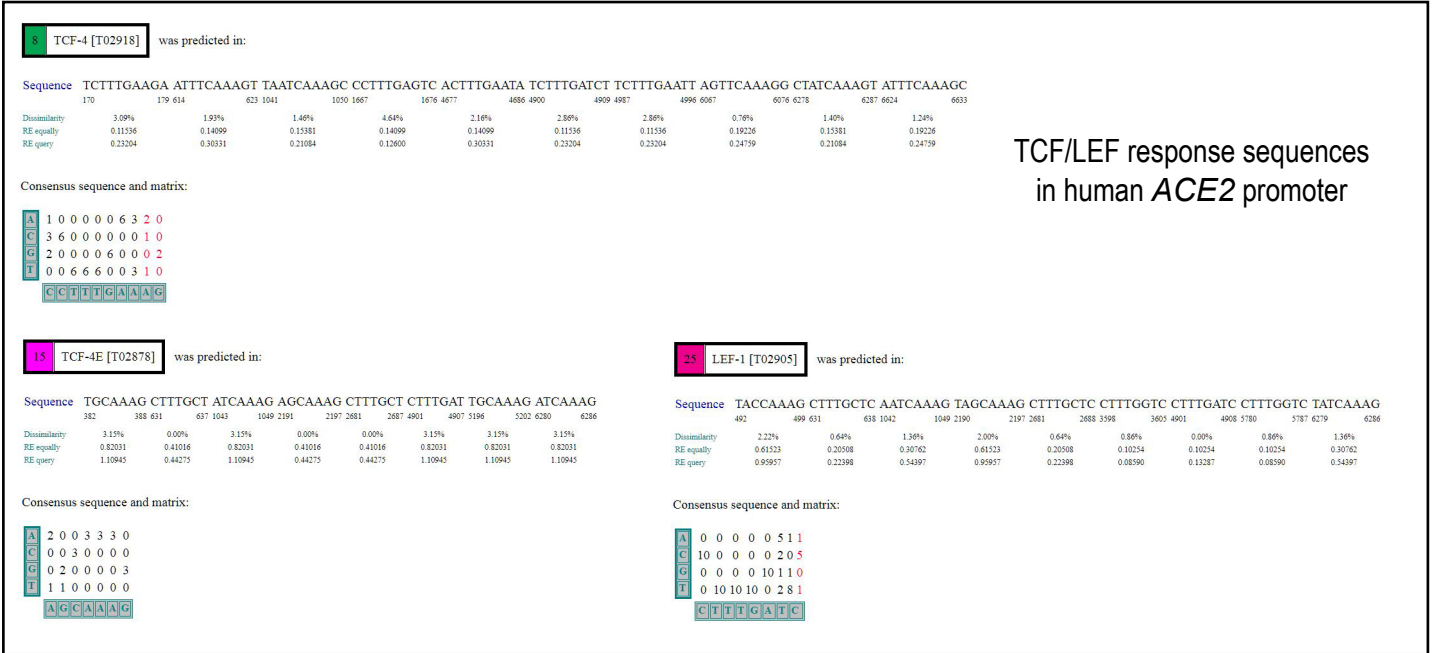 8 TCF-4 [T02918] was predicted in:
Sequence TCTTTGAAGA ATTTCAAAGT TAATCAAAGC CCTTTGAGTC ACTTTGAATA TCTTTGATCT TCTTTGAATT AGTTCAAAGG CTATCAAAGT ATTTCAAAGC
170 179 614 623 1041 1050 1667 1676 4677 4686 4900 4909 4987 4996 6067 6076 6278 6287 6624 6633
Dissimilarity 3.09% 1.93% 1.46% 4.64% 2.16% 2.86% 2.86% 0.76% 1.40% 1.24%
RE equally 0.11536 0.14099 0.15381 0.14099 0.14099 0.11536 0.11536 0.19226 0.15381 0.19226
RE query 0.23204 0.30331 0.21084 0.12600 0.30331 0.23204 0.23204 0.24759 0.21084 0.24759
TCF/LEF response sequences
in human ACE2 promoter
Consensus sequence and matrix:
A 1 0 0 0 0 0 6 3 2 0
C 3 6 0 0 0 0 0 0 1 0
G 2 0 0 0 0 6 0 0 0 2
T 0 0 6 6 6 0 0 3 1 0
C C T T T G A A A G
15 TCF-4E [T02878] was predicted in:
Sequence TGCAAAG CTTTGCT ATCAAAG AGCAAAG CTTTGCT CTTTGAT TGCAAAG ATCAAAG
382 388 631 637 1043 1049 2191 2197 2681 2687 4901 4907 5196 5202 6280 6286
Dissimilarity 3.15% 0.00% 3.15% 0.00% 0.00% 3.15% 3.15% 3.15%
RE equally 0.82031 0.41016 0.82031 0.41016 0.41016 0.82031 0.82031 0.82031
RE query 1.10945 0.44275 1.10945 0.44275 0.44275 1.10945 1.10945 1.10945
Consensus sequence and matrix:
A 2 0 0 3 3 3 0
C 0 0 3 0 0 0 0
G 0 2 0 0 0 0 3
T 1 1 0 0 0 0 0
A G C A A A G
25 LEF-1 [T02905] was predicted in:
Sequence TACCAAAG CTTTGCTC AATCAAAG TAGCAAAG CTTTGCTC CTTTGGTC CTTTGATC CTTTGGTC TATCAAAG
492 499 631 638 1042 1049 2190 2197 2681 2688 3598 3605 4901 4908 5780 5787 6279 6286
Dissimilarity 2.22% 0.64% 1.36% 2.00% 0.64% 0.86% 0.00% 0.86% 1.36%
RE equally 0.61523 0.20508 0.30762 0.61523 0.20508 0.10254 0.10254 0.10254 0.30762
RE query 0.95957 0.22398 0.54397 0.95957 0.22398 0.08590 0.13287 0.08590 0.54397
Consensus sequence and matrix:
A 0 0 0 0 0 5 1 1
C 10 0 0 0 0 2 0 5
G 0 0 0 0 10 1 1 0
T 0 10 10 10 0 2 8 1
C T T T G A T C